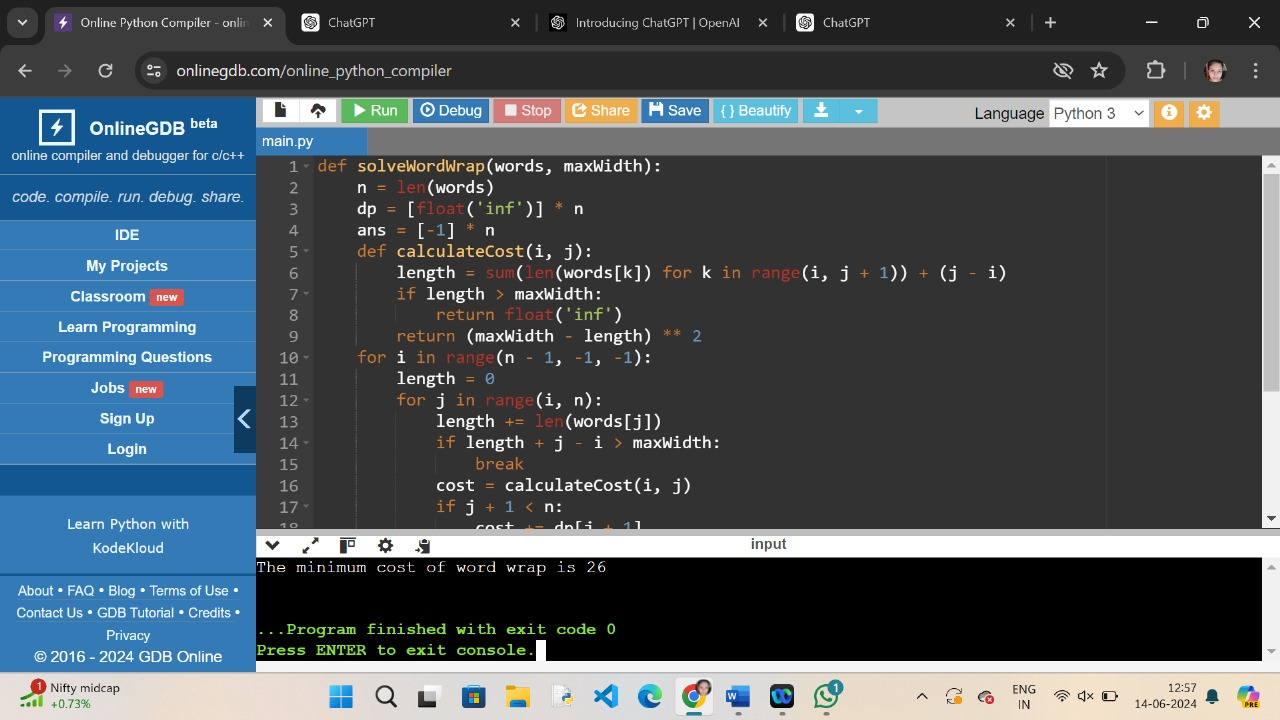 Online Python Compiler - onlin
ChatGPT
Introducing ChatGPT | OpenAI
ChatGPT
onlinegdb.com/online_python_compiler
OnlineGDB beta
online compiler and debugger for c/c++
code. compile. run. debug. share.
IDE
My Projects
Classroom new
Learn Programming
Programming Questions
Jobs new
Sign Up
Login
Learn Python with
KodeKloud
About • FAQ • Blog • Terms of Use •
Contact Us • GDB Tutorial • Credits •
Privacy
© 2016 - 2024 GDB Online
Run Debug Stop Share Save { } Beautify
Language Python 3
main.py
1 def solveWordWrap(words, maxWidth):
2     n = len(words)
3     dp = [float('inf')] * n
4     ans = [-1] * n
5     def calculateCost(i, j):
6         length = sum(len(words[k]) for k in range(i, j + 1)) + (j - i)
7         if length > maxWidth:
8             return float('inf')
9         return (maxWidth - length) ** 2
10     for i in range(n - 1, -1, -1):
11         length = 0
12         for j in range(i, n):
13             length += len(words[j])
14             if length + j - i > maxWidth:
15                 break
16             cost = calculateCost(i, j)
17             if j + 1 < n:
18                 cost += dp[j + 1]
input
The minimum cost of word wrap is 26
...Program finished with exit code 0
Press ENTER to exit console.
1
Nifty midcap
+0.73%
W
1
ENG
IN
12:57
14-06-2024
PRE